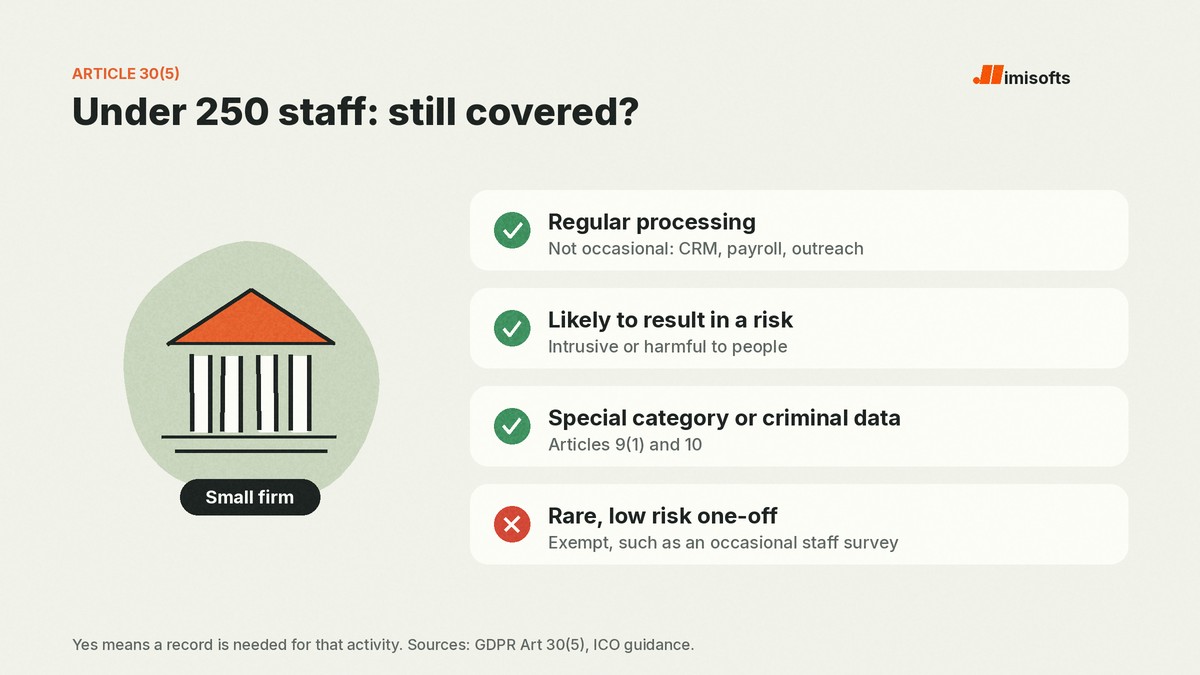 ARTICLE 30(5)
imisofts
Under 250 staff: still covered?
Regular processing
Not occasional: CRM, payroll, outreach
Likely to result in a risk
Intrusive or harmful to people
Special category or criminal data
Articles 9(1) and 10
Rare, low risk one-off
Exempt, such as an occasional staff survey
Small firm
Yes means a record is needed for that activity. Sources: GDPR Art 30(5), ICO guidance.